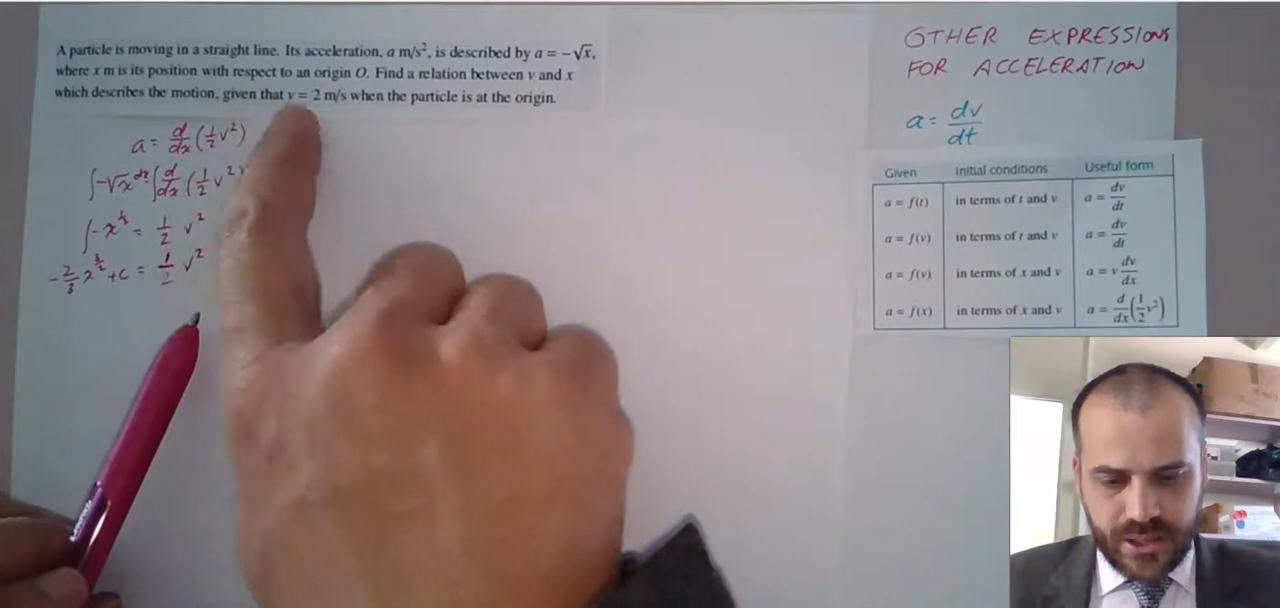 A particle is moving in a straight line. Its acceleration, a m/s², is described by a = −√x,
where x m is its position with respect to an origin O. Find a relation between v and x
which describes the motion, given that v = 2 m/s when the particle is at the origin.
a = d/dx (½v²)
∫-√x dx = ∫ d/dx (½ v²)
∫-x^½ = ½ v²
-⅔ x^(3/2) + c = ½ v²
OTHER EXPRESSIONS
FOR ACCELERATION
a = dv/dt
Given Initial conditions Useful form
a = f(t) in terms of t and v a = dv/dt
a = f(v) in terms of t and v a = dv/dt
a = f(v) in terms of x and v a = v dv/dx
a = f(x) in terms of x and v a = d/dx (½v²)